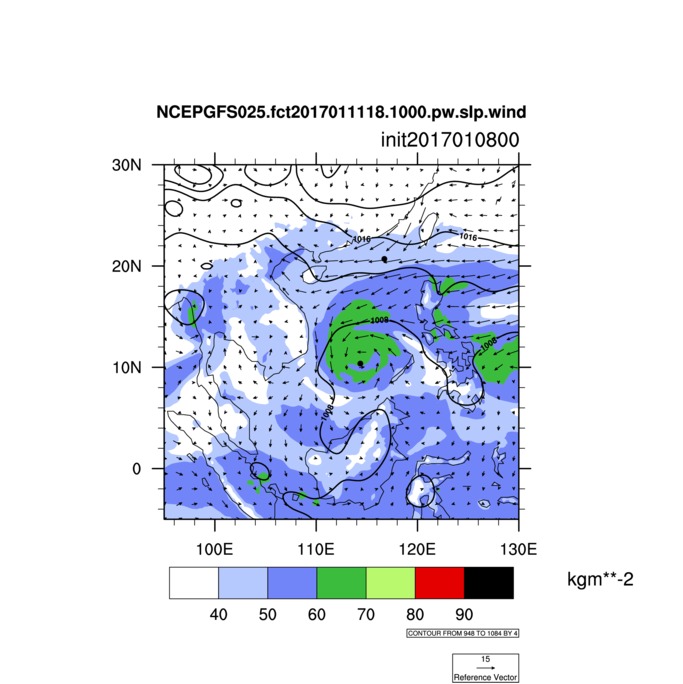 NCEPGFS025.fct2017011118.1000.pw.slp.wind
init2017010800
30N
20N
10N
0
1016
1016
1008
1008
1008
100E 110E 120E 130E
kgm**-2
40 50 60 70 80 90
CONTOUR FROM 948 TO 1084 BY 4
15
Reference Vector